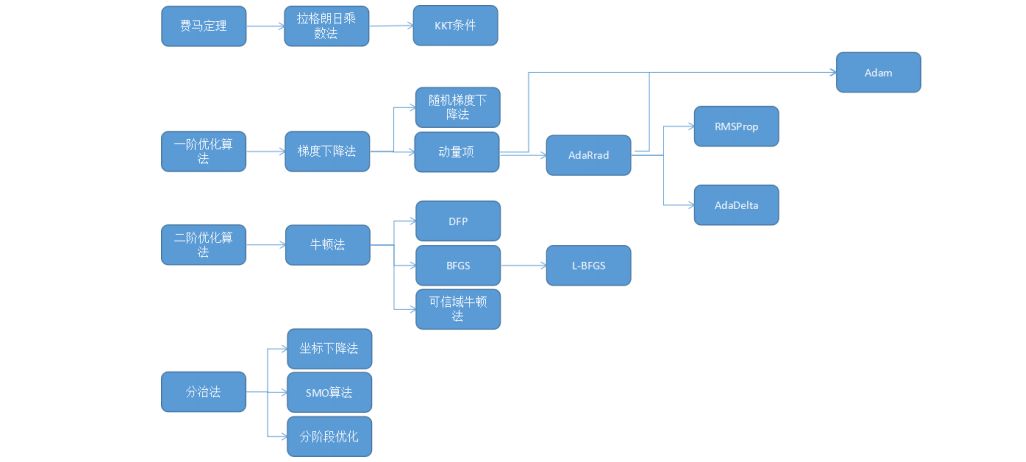 费马定理
拉格朗日乘
数法
KKT条件
Adam
一阶优化算
法
梯度下降法
随机梯度下
降法
动量项
AdaRrad
RMSProp
AdaDelta
二阶优化算
法
牛顿法
DFP
BFGS
L-BFGS
可信域牛顿
法
分治法
坐标下降法
SMO算法
分阶段优化